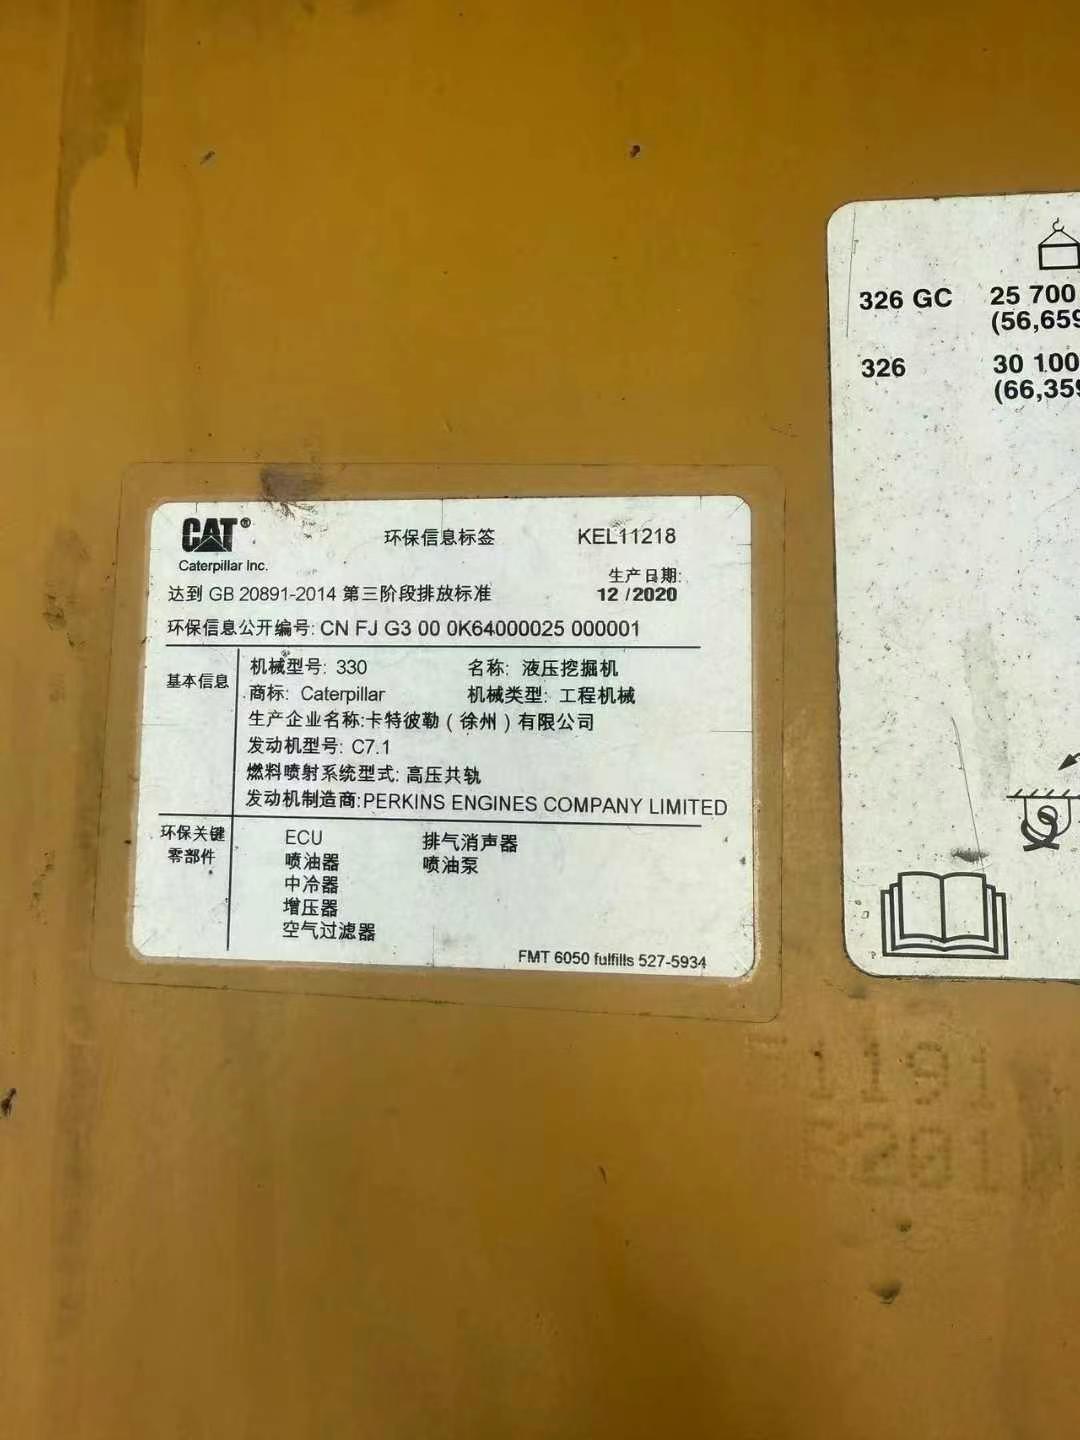 CAT®
环保信息标签
KEL11218
Caterpillar Inc.
生产日期:
达到 GB 20891-2014 第三阶段排放标准
12 /2020
环保信息公开编号: CN FJ G3 00 0K64000025 000001
基本信息
机械型号: 330 名称: 液压挖掘机
商标: Caterpillar 机械类型: 工程机械
生产企业名称:卡特彼勒（徐州）有限公司
发动机型号: C7.1
燃料喷射系统型式: 高压共轨
发动机制造商:PERKINS ENGINES COMPANY LIMITED
环保关键
零部件
ECU 排气消声器
喷油器 喷油泵
中冷器
增压器
空气过滤器
FMT 6050 fulfills 527-5934
326 GC 25 700
(56,659
326 30 100
(66,359